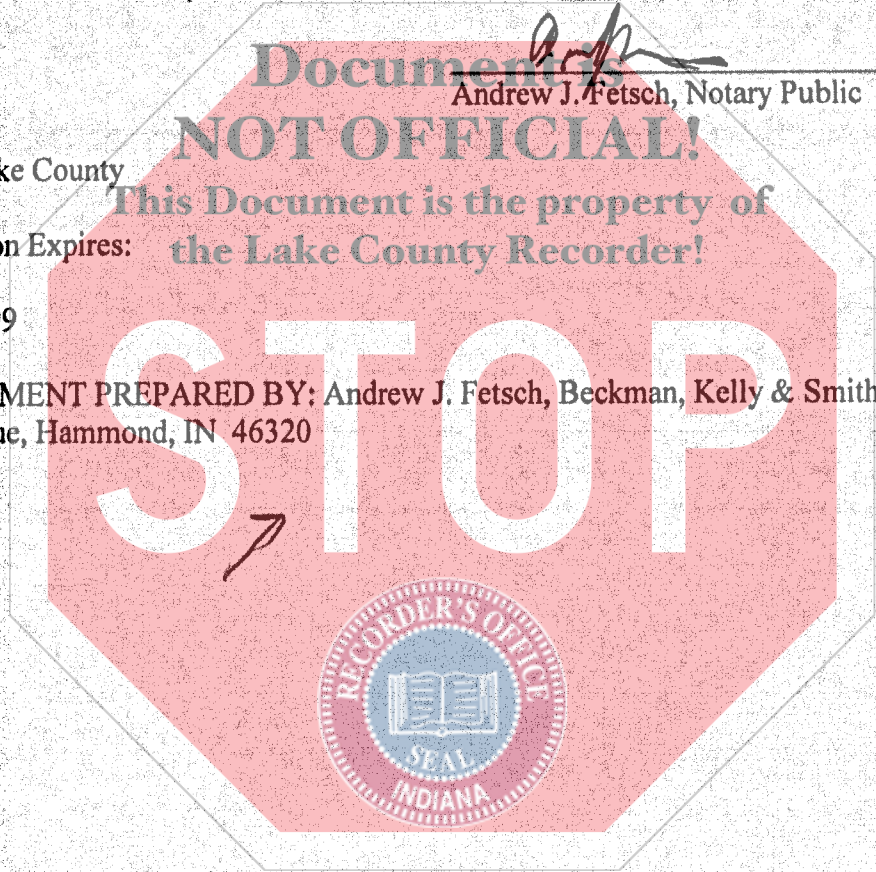 Document is
Andrew J. Fetsch, Notary Public
NOT OFFICIAL!
ke County
This Document is the property of
on Expires:
the Lake County Recorder!
9
STOP
MENT PREPARED BY: Andrew J. Fetsch, Beckman, Kelly & Smith
ue, Hammond, IN 46320
RECORDER'S OFFICE
SEAL
INDIANA